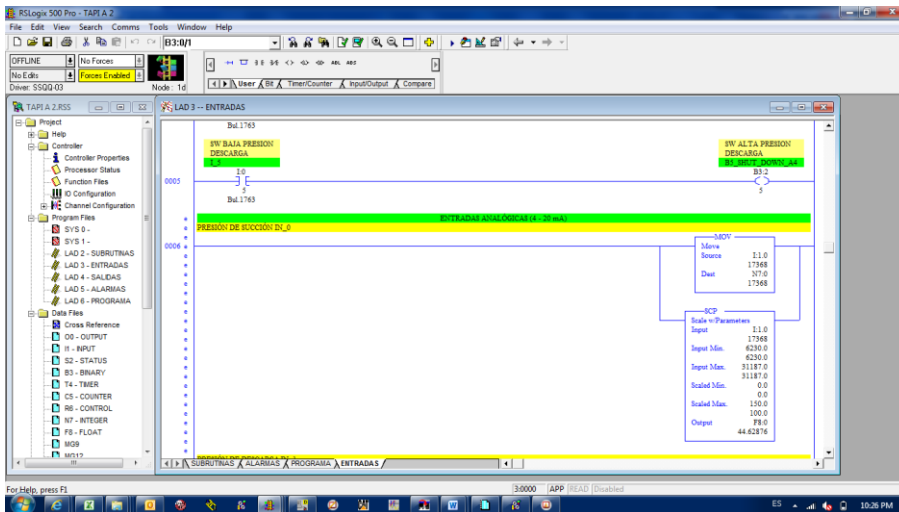 RSLogix 500 Pro - TAPI A 2
File Edit View Search Comms Tools Window Help
B3:0/1
OFFLINE No Forces
No Edits Forces Enabled
Driver: SSQQ-03 Node: 1d
ABL ABS
User Bit Timer/Counter Input/Output Compare
TAPI A 2.RSS
Project
Help
Controller
Controller Properties
Processor Status
Function Files
IO Configuration
Channel Configuration
Program Files
SYS 0 -
SYS 1 -
LAD 2 - SUBRUTINAS
LAD 3 - ENTRADAS
LAD 4 - SALIDAS
LAD 5 - ALARMAS
LAD 6 - PROGRAMA
Data Files
Cross Reference
O0 - OUTPUT
I1 - INPUT
S2 - STATUS
B3 - BINARY
T4 - TIMER
C5 - COUNTER
R6 - CONTROL
N7 - INTEGER
F8 - FLOAT
MG9
MG12
LAD 3 -- ENTRADAS
Bul.1763
SW BAJA PRESION
DESCARGA
I_5
I:0
5
Bul.1763
SW ALTA PRESION
DESCARGA
B5_SHUT_DOWN_A4
B3:2
5
0005
ENTRADAS ANALÓGICAS (4 - 20 mA)
PRESIÓN DE SUCCIÓN IN_0
0006
MOV
Move
Source I:1.0
17368
Dest N7:0
17368
SCP
Scale w/Parameters
Input I:1.0
17368
Input Min. 6230.0
6230.0
Input Max. 31187.0
31187.0
Scaled Min. 0.0
0.0
Scaled Max. 150.0
100.0
Output F8:0
44.62876
SUBRUTINAS ALARMAS PROGRAMA ENTRADAS
For Help, press F1
3:0000 APP READ Disabled
ES 10:26 PM